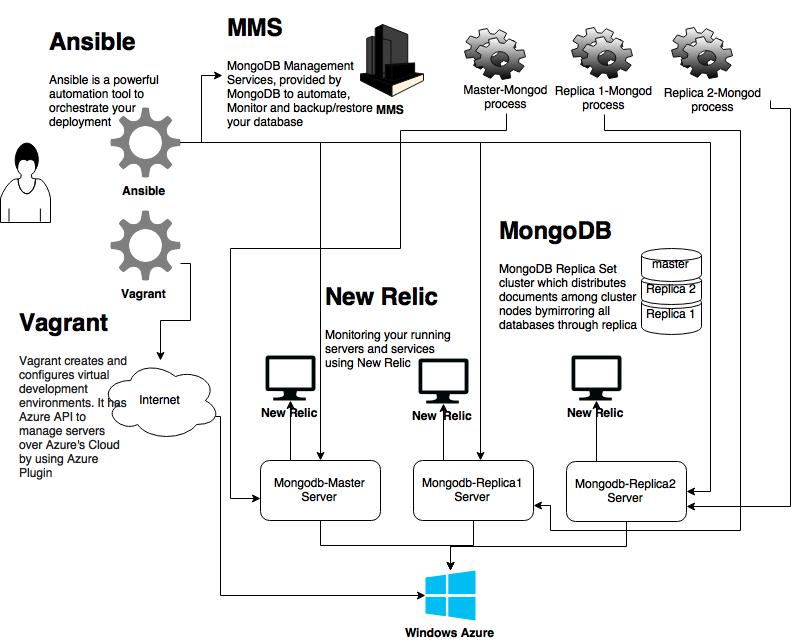 Ansible
Ansible is a powerful
automation tool to
orchestrate your
deployment
Ansible
MMS
MongoDB Management
Services, provided by
MongoDB to automate,
Monitor and backup/restore
your database
MMS
Master-Mongod
process
Replica 1-Mongod
process
Replica 2-Mongod
process
Vagrant
Vagrant
Vagrant creates and
configures virtual
development
environments. It has
Azure API to
manage servers
over Azure's Cloud
by using Azure
Plugin
Internet
New Relic
Monitoring your running
servers and services
using New Relic
MongoDB
MongoDB Replica Set
cluster which distributes
documents among cluster
nodes bymirroring all
databases through replica
master
Replica 2
Replica 1
New Relic
New Relic
New Relic
Mongodb-Master
Server
Mongodb-Replica1
Server
Mongodb-Replica2
Server
Windows Azure